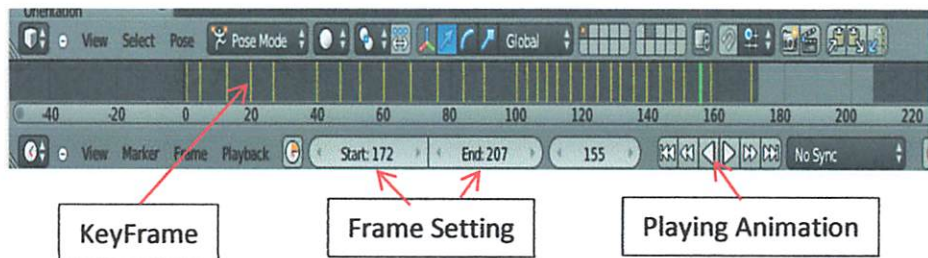 Orientation
View Select Pose Pose Mode Global
-40 -20 0 20 40 60 80 100 120 140 160 180 200 220
View Marker Frame Playback Start: 172 End: 207 155 No Sync
KeyFrame Frame Setting Playing Animation